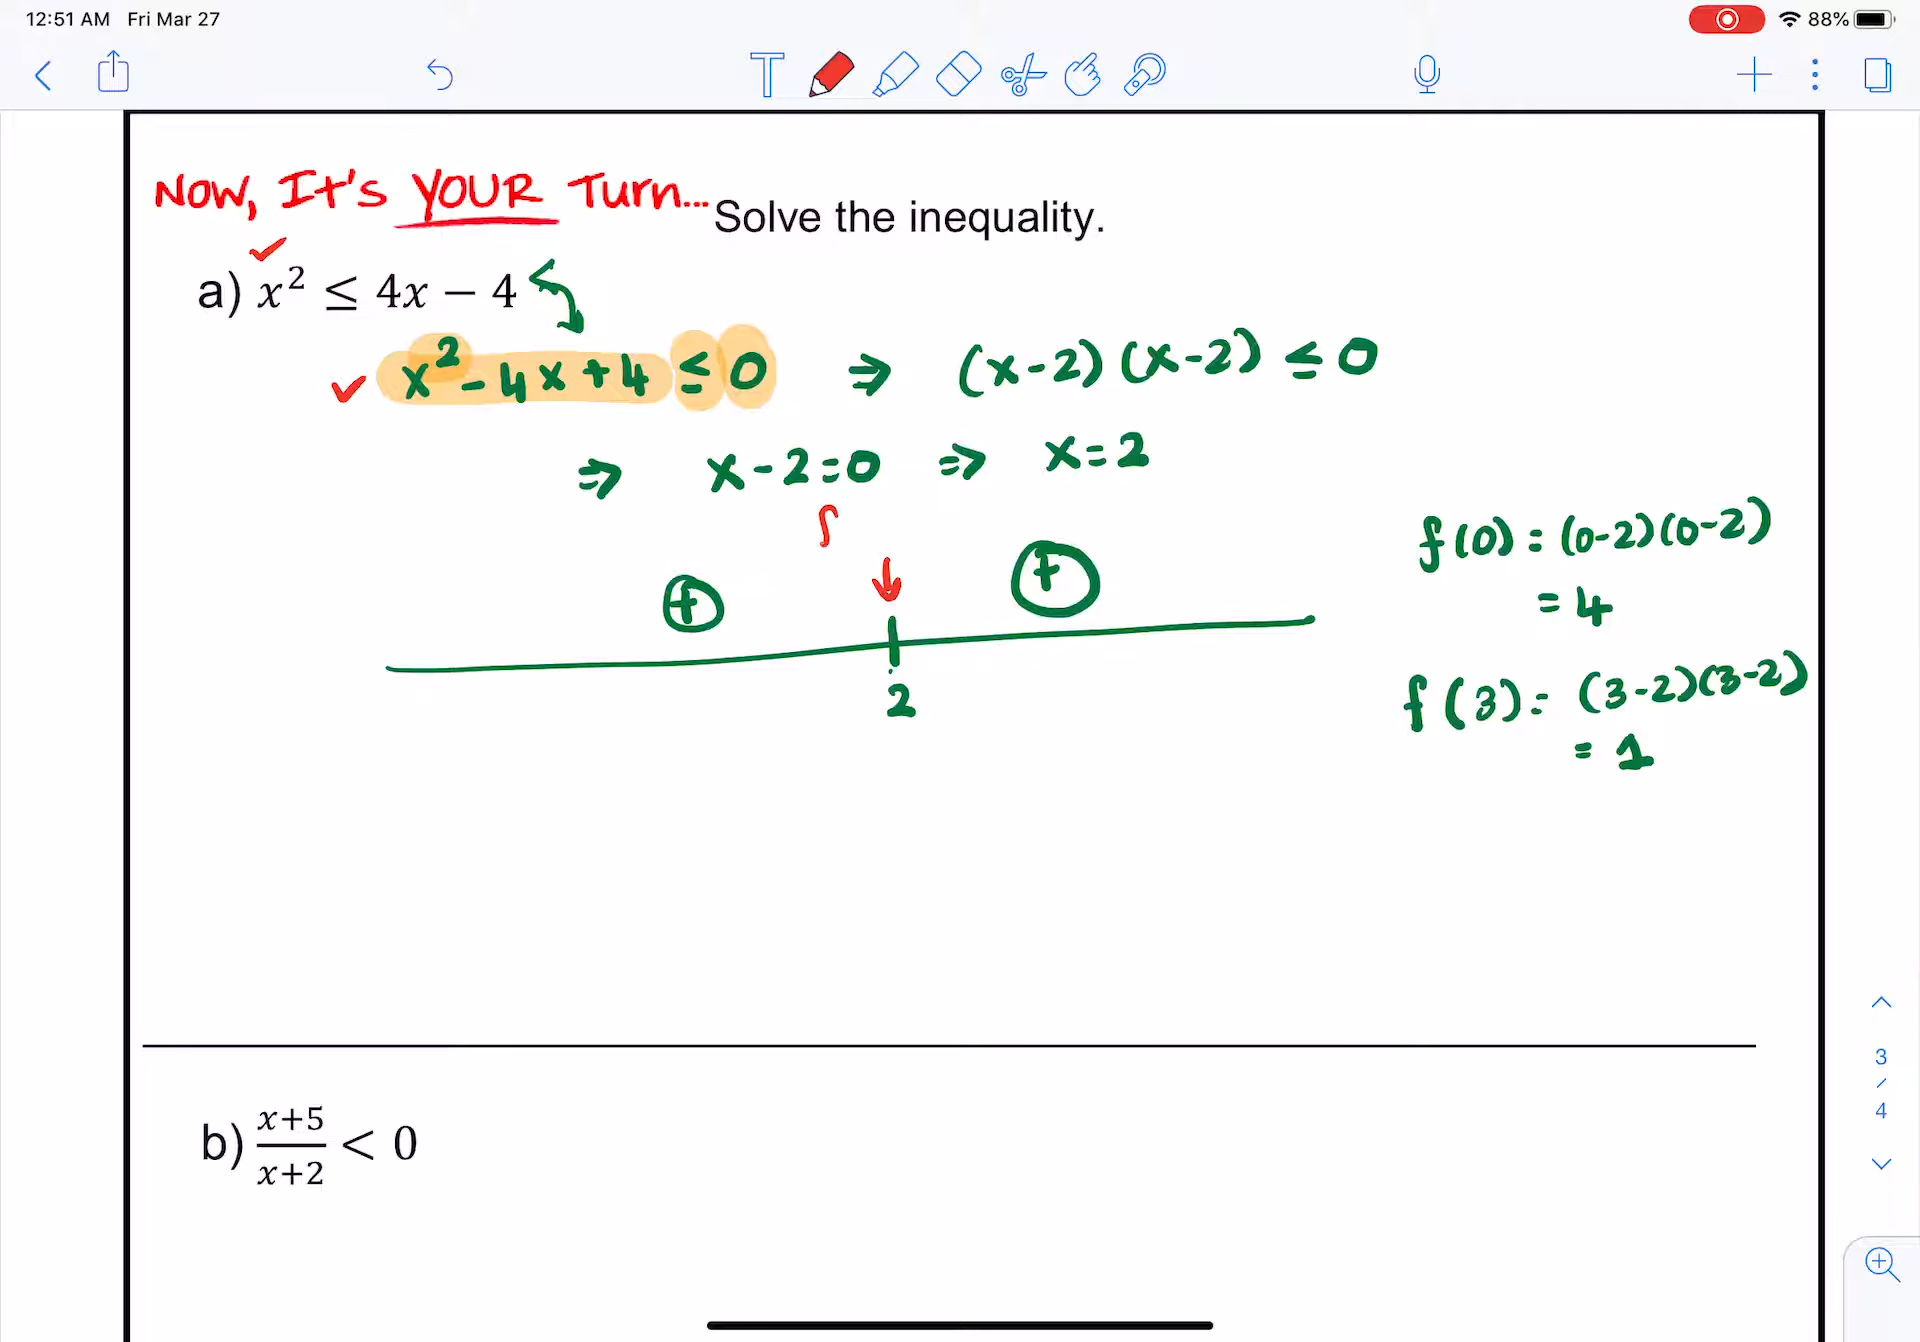 12:51 AM Fri Mar 27 88%
Now, It's YOUR Turn... Solve the inequality.
a) x² ≤ 4x − 4
x² - 4x + 4 ≤ 0 ⇒ (x-2)(x-2) ≤ 0
⇒ x-2=0 ⇒ x=2
f(0) = (0-2)(0-2)
= 4
+ +
2
f(3) = (3-2)(3-2)
= 1
b) x+5/x+2 < 0
3
/
4